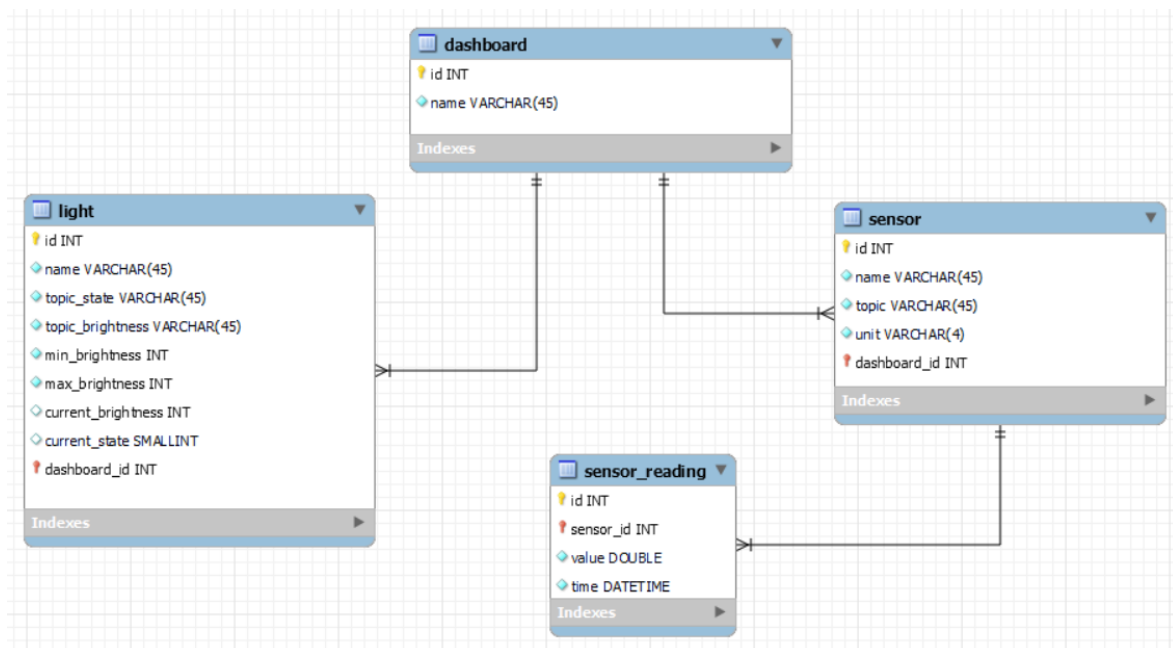 dashboard
id INT
name VARCHAR(45)
Indexes
light
id INT
name VARCHAR(45)
topic_state VARCHAR(45)
topic_brightness VARCHAR(45)
min_brightness INT
max_brightness INT
current_brightness INT
current_state SMALLINT
dashboard_id INT
Indexes
sensor
id INT
name VARCHAR(45)
topic VARCHAR(45)
unit VARCHAR(4)
dashboard_id INT
Indexes
sensor_reading
id INT
sensor_id INT
value DOUBLE
time DATETIME
Indexes